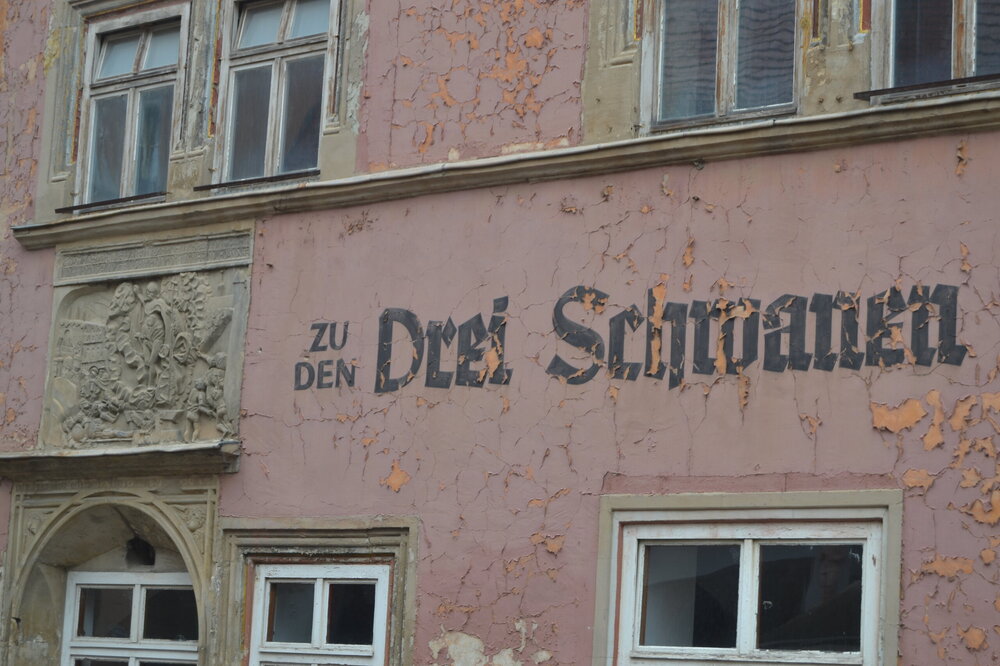 ZU
DEN
Drei Schwanen